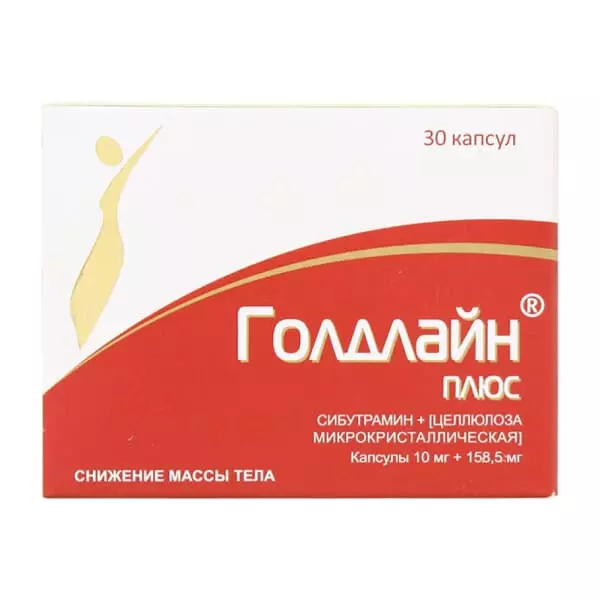 30 капсул
Голдлайн®
плюс
СИБУТРАМИН + [ЦЕЛЛЮЛОЗА
МИКРОКРИСТАЛЛИЧЕСКАЯ]
Капсулы 10 мг + 158,5 мг
СНИЖЕНИЕ МАССЫ ТЕЛА